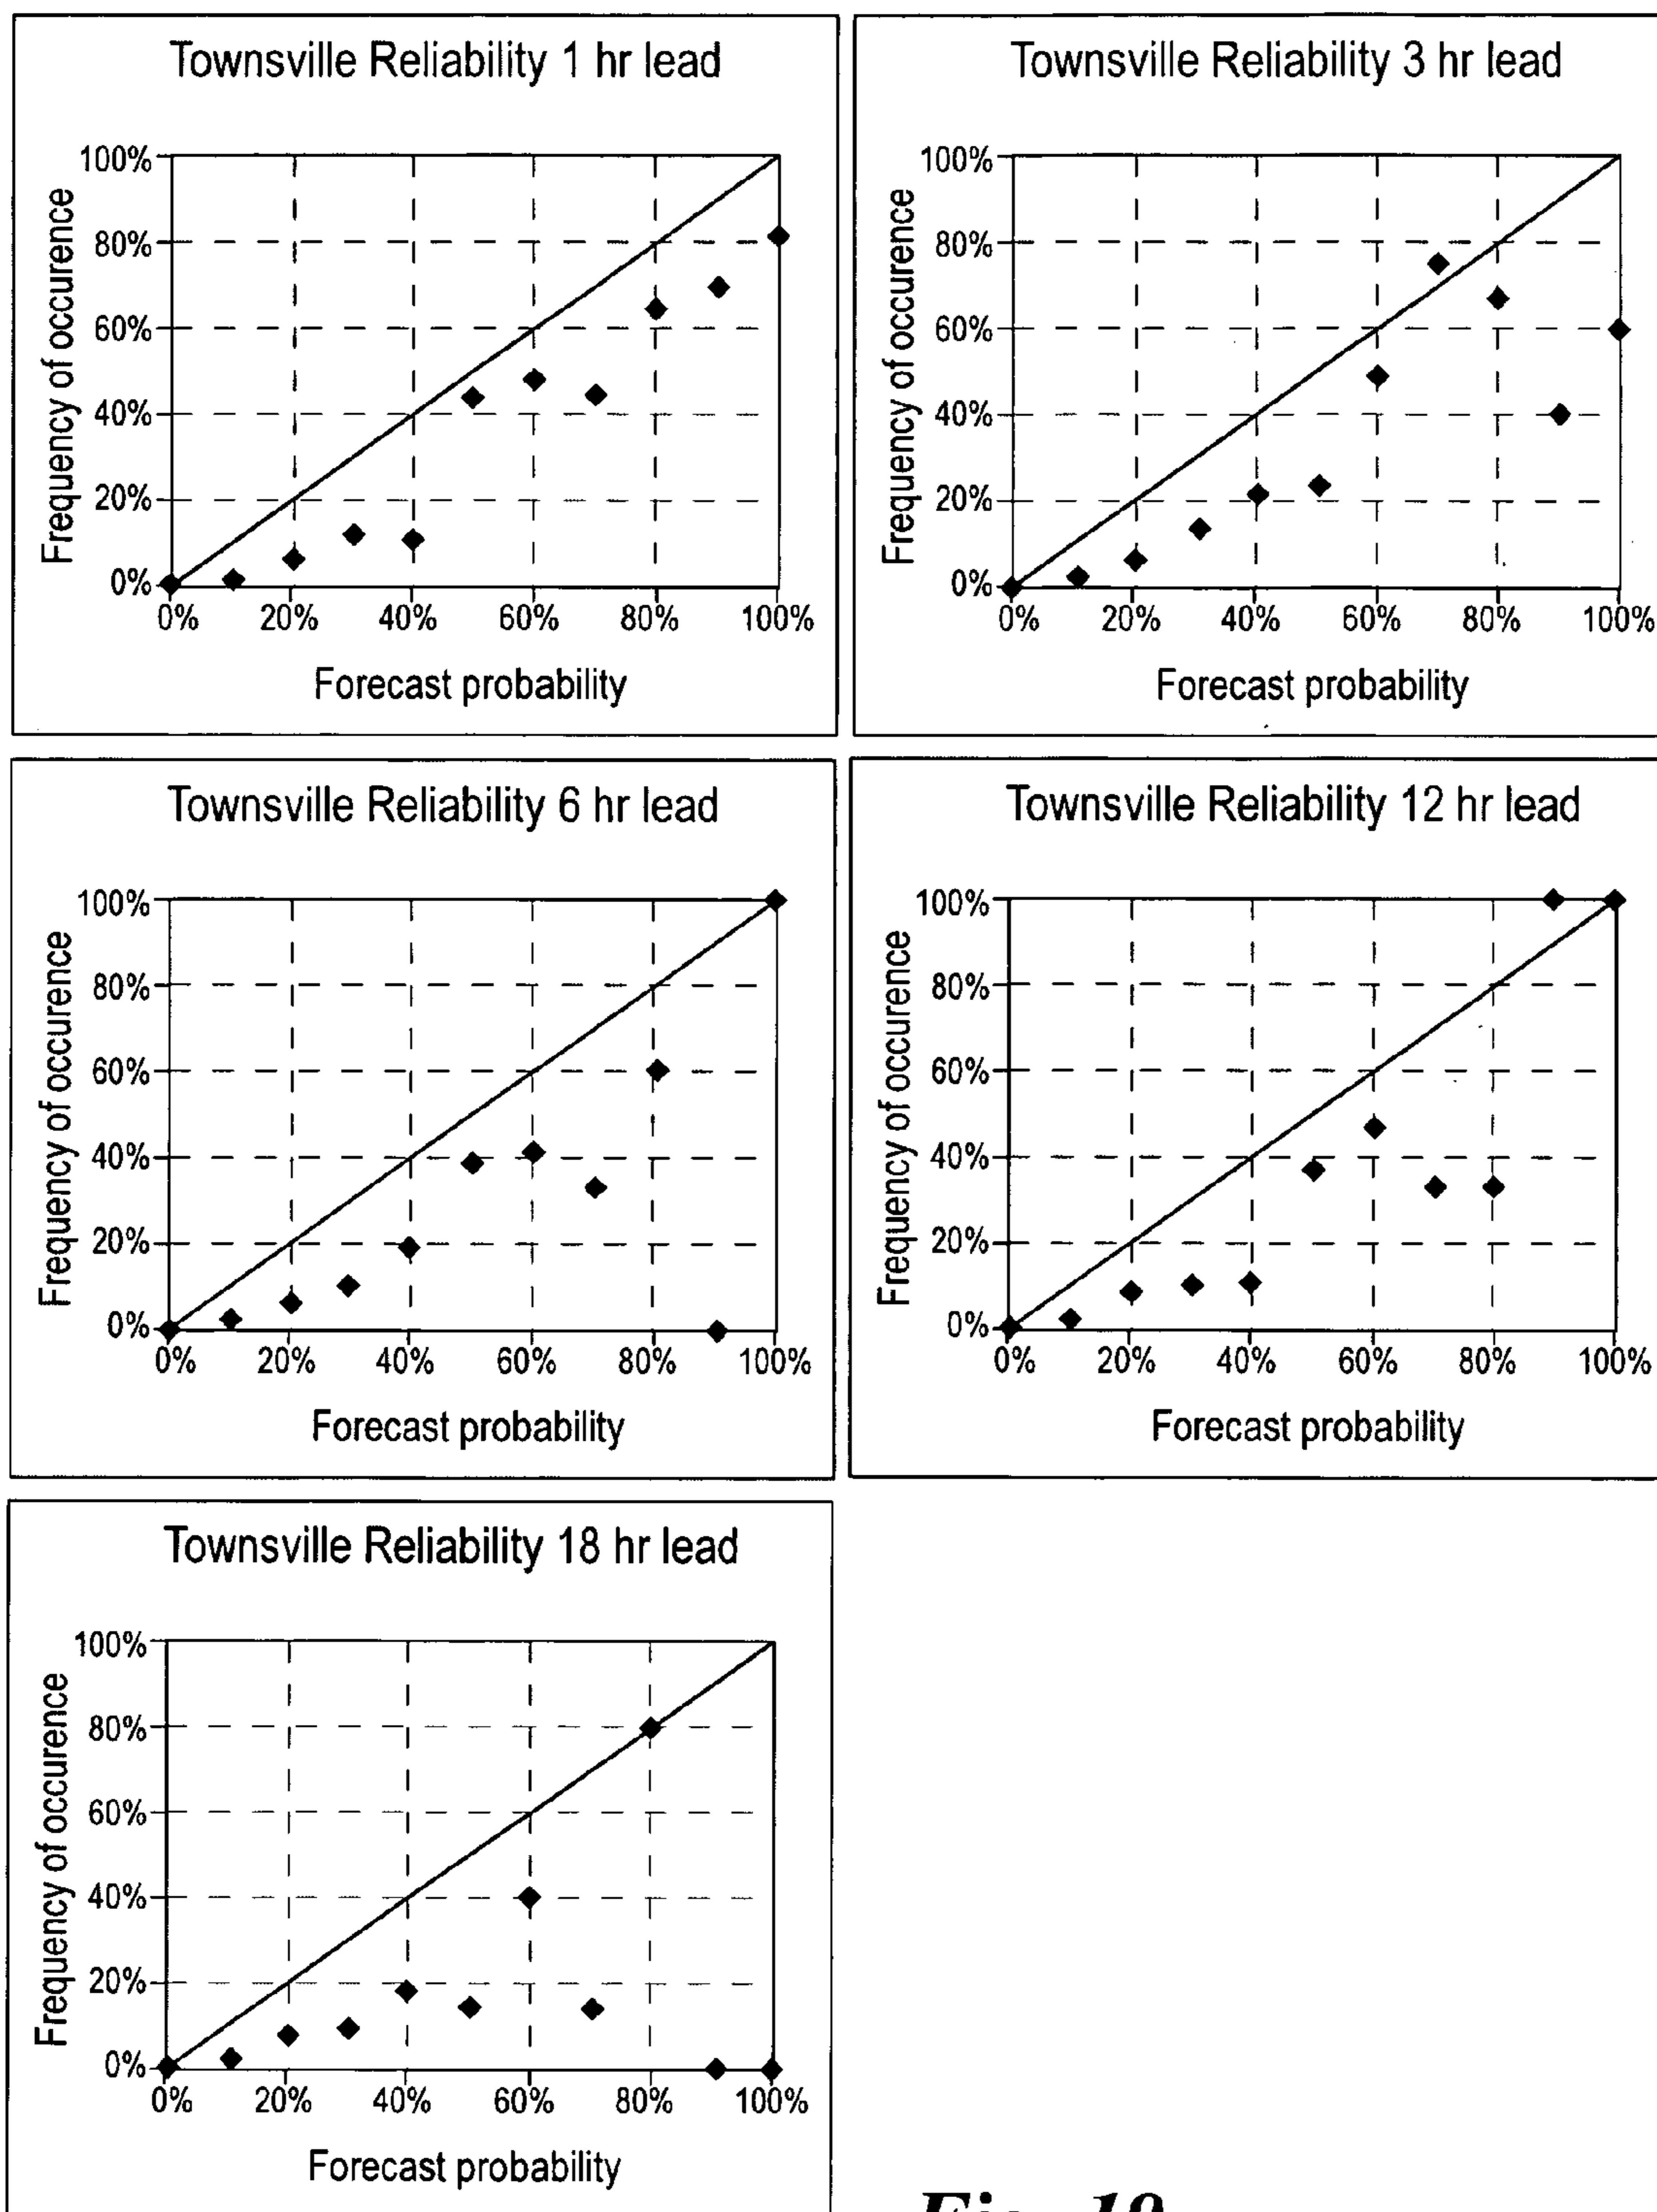 Townsville Reliability 1 hr lead
100%
80%
60%
40%
20%
0%
Frequency of occurence
0% 20% 40% 60% 80% 100%
Forecast probability
Townsville Reliability 3 hr lead
100%
80%
60%
40%
20%
0%
Frequency of occurence
0% 20% 40% 60% 80% 100%
Forecast probability
Townsville Reliability 6 hr lead
100%
80%
60%
40%
20%
0%
Frequency of occurence
0% 20% 40% 60% 80% 100%
Forecast probability
Townsville Reliability 12 hr lead
100%
80%
60%
40%
20%
0%
Frequency of occurence
0% 20% 40% 60% 80% 100%
Forecast probability
Townsville Reliability 18 hr lead
100%
80%
60%
40%
20%
0%
Frequency of occurence
0% 20% 40% 60% 80% 100%
Forecast probability